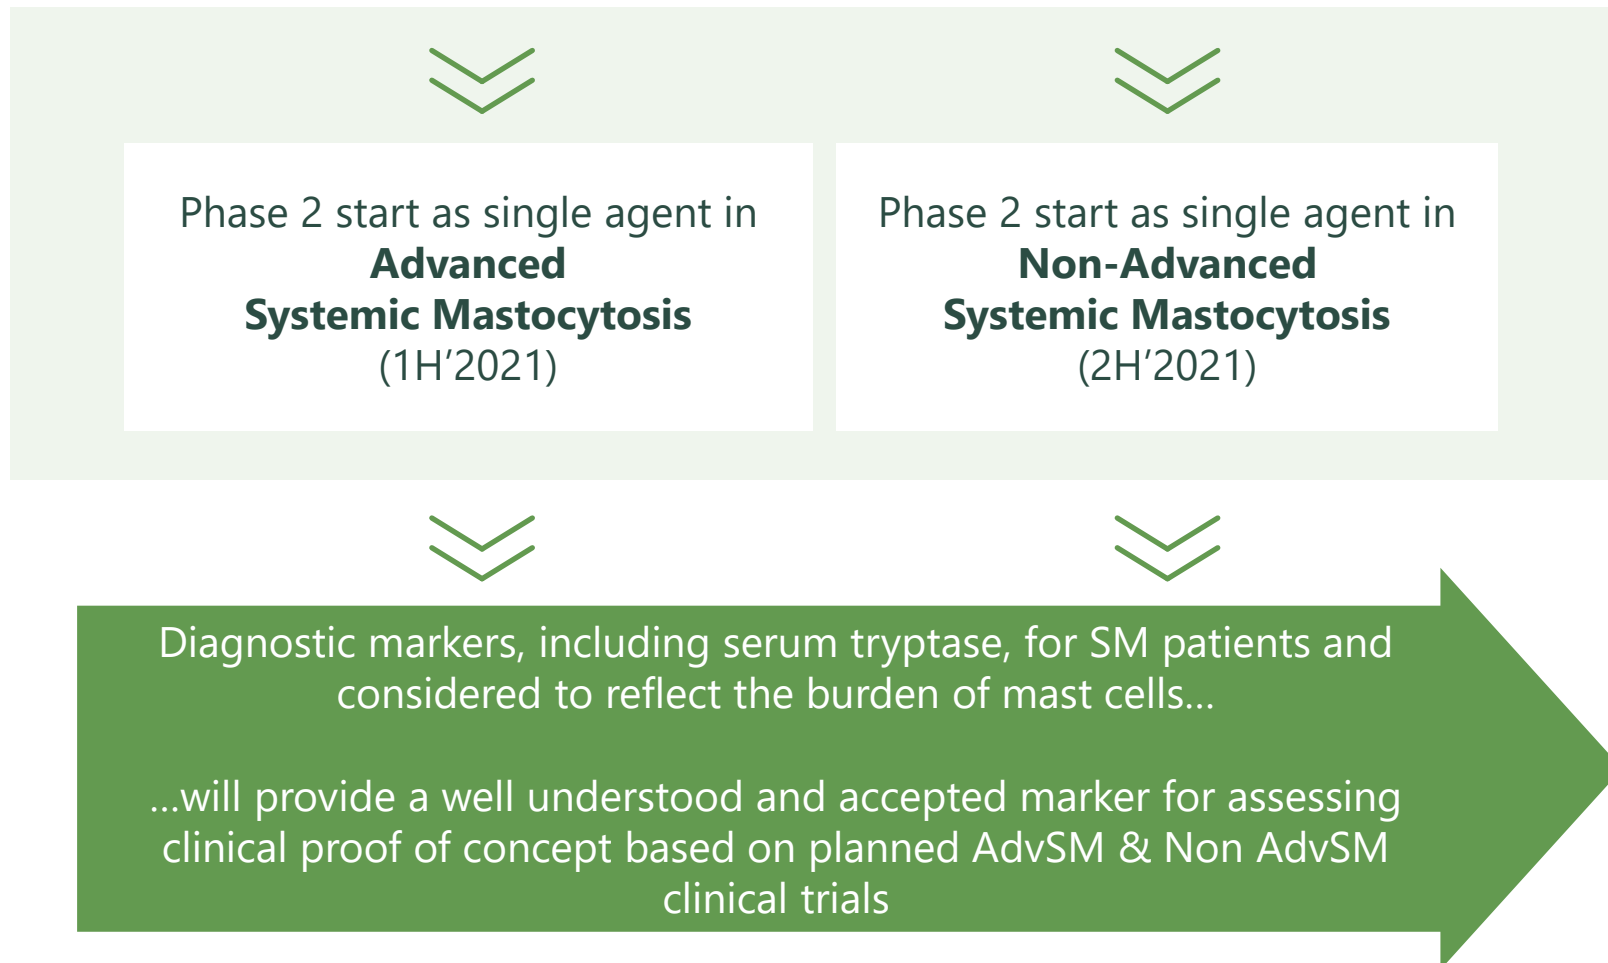 Phase 2 start as single agent in
Advanced
Systemic Mastocytosis
(1H’2021)
Phase 2 start as single agent in
Non-Advanced
Systemic Mastocytosis
(2H’2021)
Diagnostic markers, including serum tryptase, for SM patients and
considered to reflect the burden of mast cells…
…will provide a well understood and accepted marker for assessing
clinical proof of concept based on planned AdvSM & Non AdvSM
clinical trials